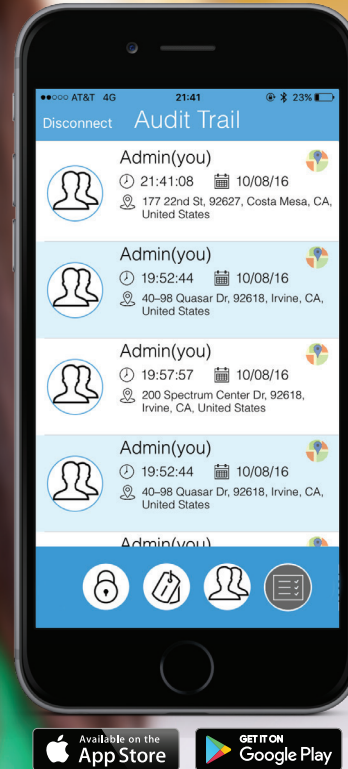 AT&T 4G 21:41 23%
Disconnect Audit Trail
Admin(you)
21:41:08 10/08/16
177 22nd St, 92627, Costa Mesa, CA,
United States
Admin(you)
19:52:44 10/08/16
40-98 Quasar Dr, 92618, Irvine, CA,
United States
Admin(you)
19:57:57 10/08/16
200 Spectrum Center Dr, 92618,
Irvine, CA, United States
Admin(you)
19:52:44 10/08/16
40-98 Quasar Dr, 92618, Irvine, CA,
United States
Admin(you)
Available on the
App Store
GET IT ON
Google Play